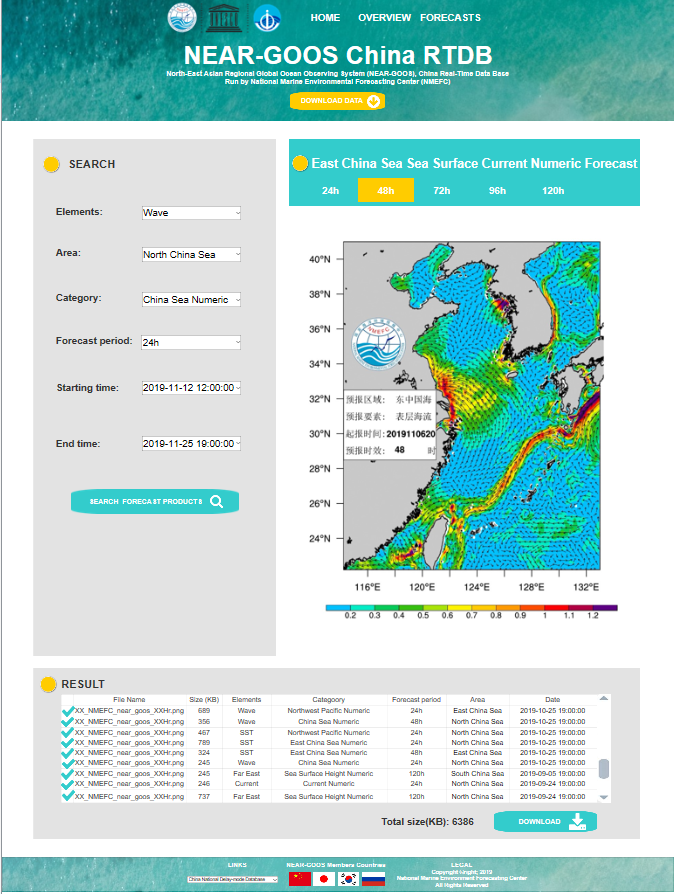 HOME OVERVIEW FORECASTS
NEAR-GOOS China RTDB
North-East Asian Regional Global Ocean Observing System (NEAR-GOOS), China Real-Time Data Base
Run by National Marine Environmental Forecasting Center (NMEFC)
DOWNLOAD DATA
SEARCH
Elements: Wave
Area: North China Sea
Category: China Sea Numeric
Forecast period: 24h
Starting time: 2019-11-12 12:00:00
End time: 2019-11-25 19:00:00
SEARCH FORECAST PRODUCTS
East China Sea Sea Surface Current Numeric Forecast
24h 48h 72h 96h 120h
40°N
38°N
36°N
34°N
32°N
30°N
28°N
26°N
24°N
NMEFC
预报区域: 东中国海
预报要素: 表层海流
起报时间: 2019110620
预报时效: 48 时
116°E 120°E 124°E 128°E 132°E
0.2 0.3 0.4 0.5 0.6 0.7 0.8 0.9 1 1.1 1.2
RESULT
File Name Size (KB) Elements Categoory Forecast period Area Date
XX_NMEFC_near_goos_XXHr.png 689 Wave Northwest Pacific Numeric 24h East China Sea 2019-10-25 19:00:00
XX_NMEFC_near_goos_XXHr.png 356 Wave China Sea Numeric 48h North China Sea 2019-10-25 19:00:00
XX_NMEFC_near_goos_XXHr.png 467 SST Northwest Pacific Numeric 24h North China Sea 2019-10-25 19:00:00
XX_NMEFC_near_goos_XXHr.png 789 SST East China Sea Numeric 24h North China Sea 2019-10-25 19:00:00
XX_NMEFC_near_goos_XXHr.png 324 SST East China Sea Numeric 48h East China Sea 2019-10-25 19:00:00
XX_NMEFC_near_goos_XXHr.png 245 Wave China Sea Numeric 24h North China Sea 2019-10-25 19:00:00
XX_NMEFC_near_goos_XXHr.png 245 Far East Sea Surface Height Numeric 120h South China Sea 2019-09-05 19:00:00
XX_NMEFC_near_goos_XXHr.png 246 Current Current Numeric 24h North China Sea 2019-09-24 19:00:00
XX_NMEFC_near_goos_XXHr.png 737 Far East Sea Surface Height Numeric 120h North China Sea 2019-09-24 19:00:00
Total size(KB): 6386
DOWNLOAD
LINKS
China National Delay-mode Database
NEAR-GOOS Members Countries
LEGAL
2019
National Marine Environment Forecasting Center
All Rights Reserved